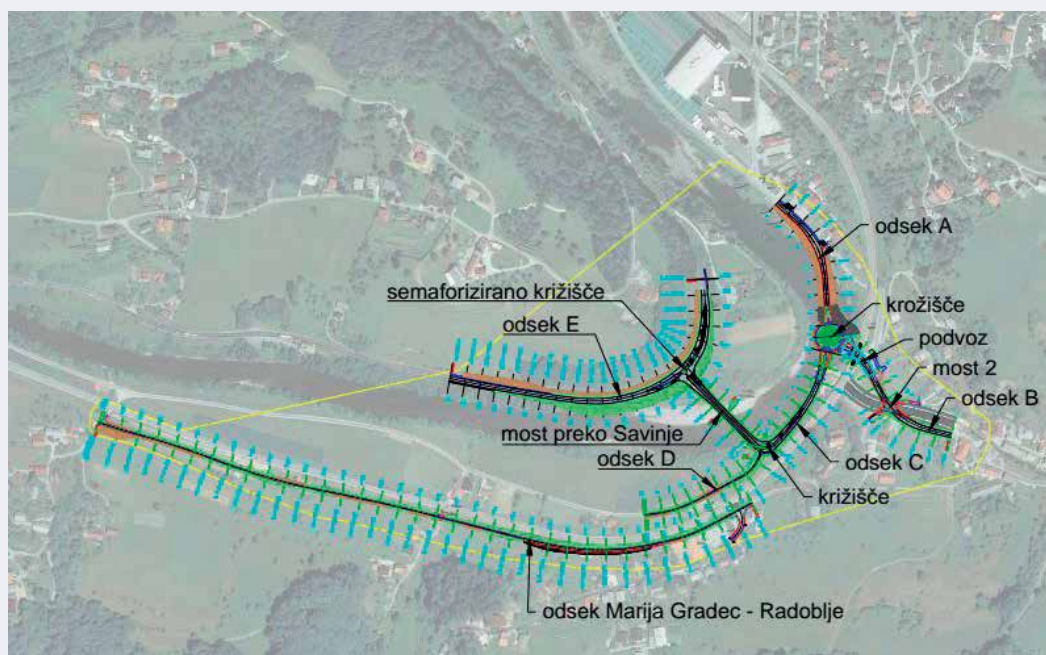 odsek A
krožišče
semaforizirano križišče
podvoz
odsek E
most 2
odsek B
most preko Savinje
odsek D
odsek C
križišče
odsek Marija Gradec - Radoblje